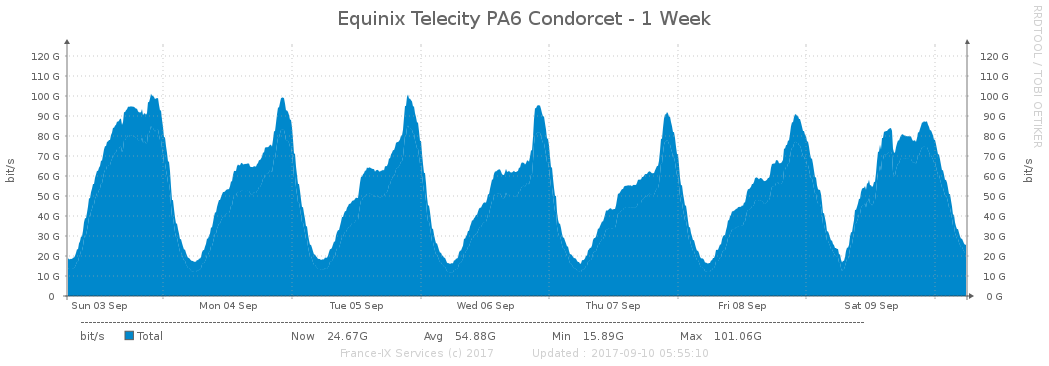 Equinix Telecity PA6 Condorcet - 1 Week
RRDTOOL / TOBI OETIKER
bit/s
120 G
110 G
100 G
90 G
80 G
70 G
60 G
50 G
40 G
30 G
20 G
10 G
0
120 G
110 G
100 G
90 G
80 G
70 G
60 G
50 G
40 G
30 G
20 G
10 G
0 G
bit/s
Sun 03 Sep Mon 04 Sep Tue 05 Sep Wed 06 Sep Thu 07 Sep Fri 08 Sep Sat 09 Sep
bit/s Total Now 24.67G Avg 54.88G Min 15.89G Max 101.06G
France-IX Services (c) 2017 Updated : 2017-09-10 05:55:10